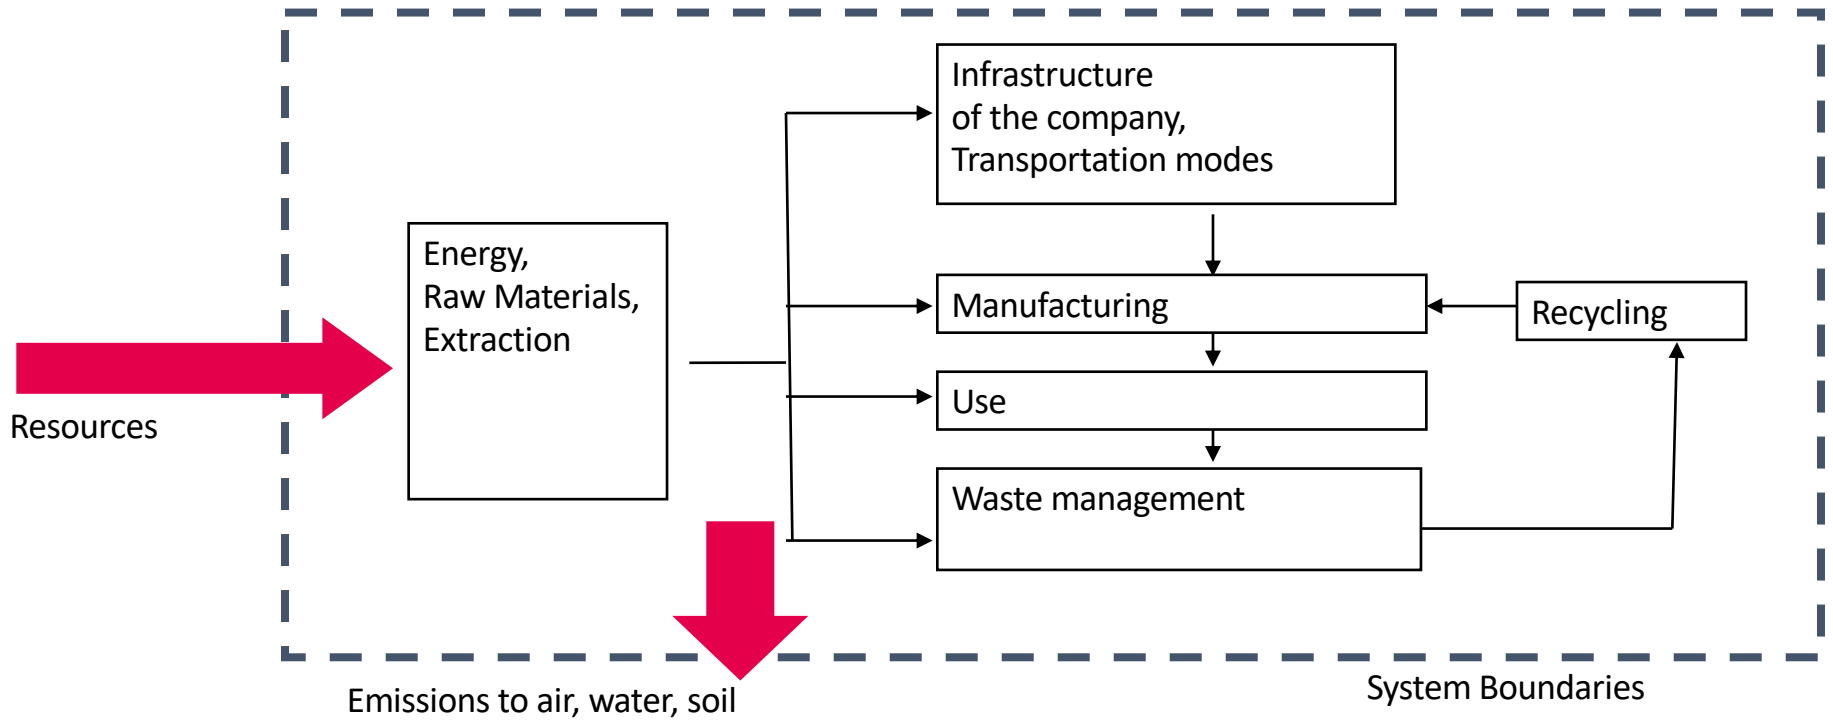 Infrastructure
of the company,
Transportation modes
Energy,
Raw Materials,
Extraction
Manufacturing
Recycling
Resources
Use
Waste management
Emissions to air, water, soil
System Boundaries